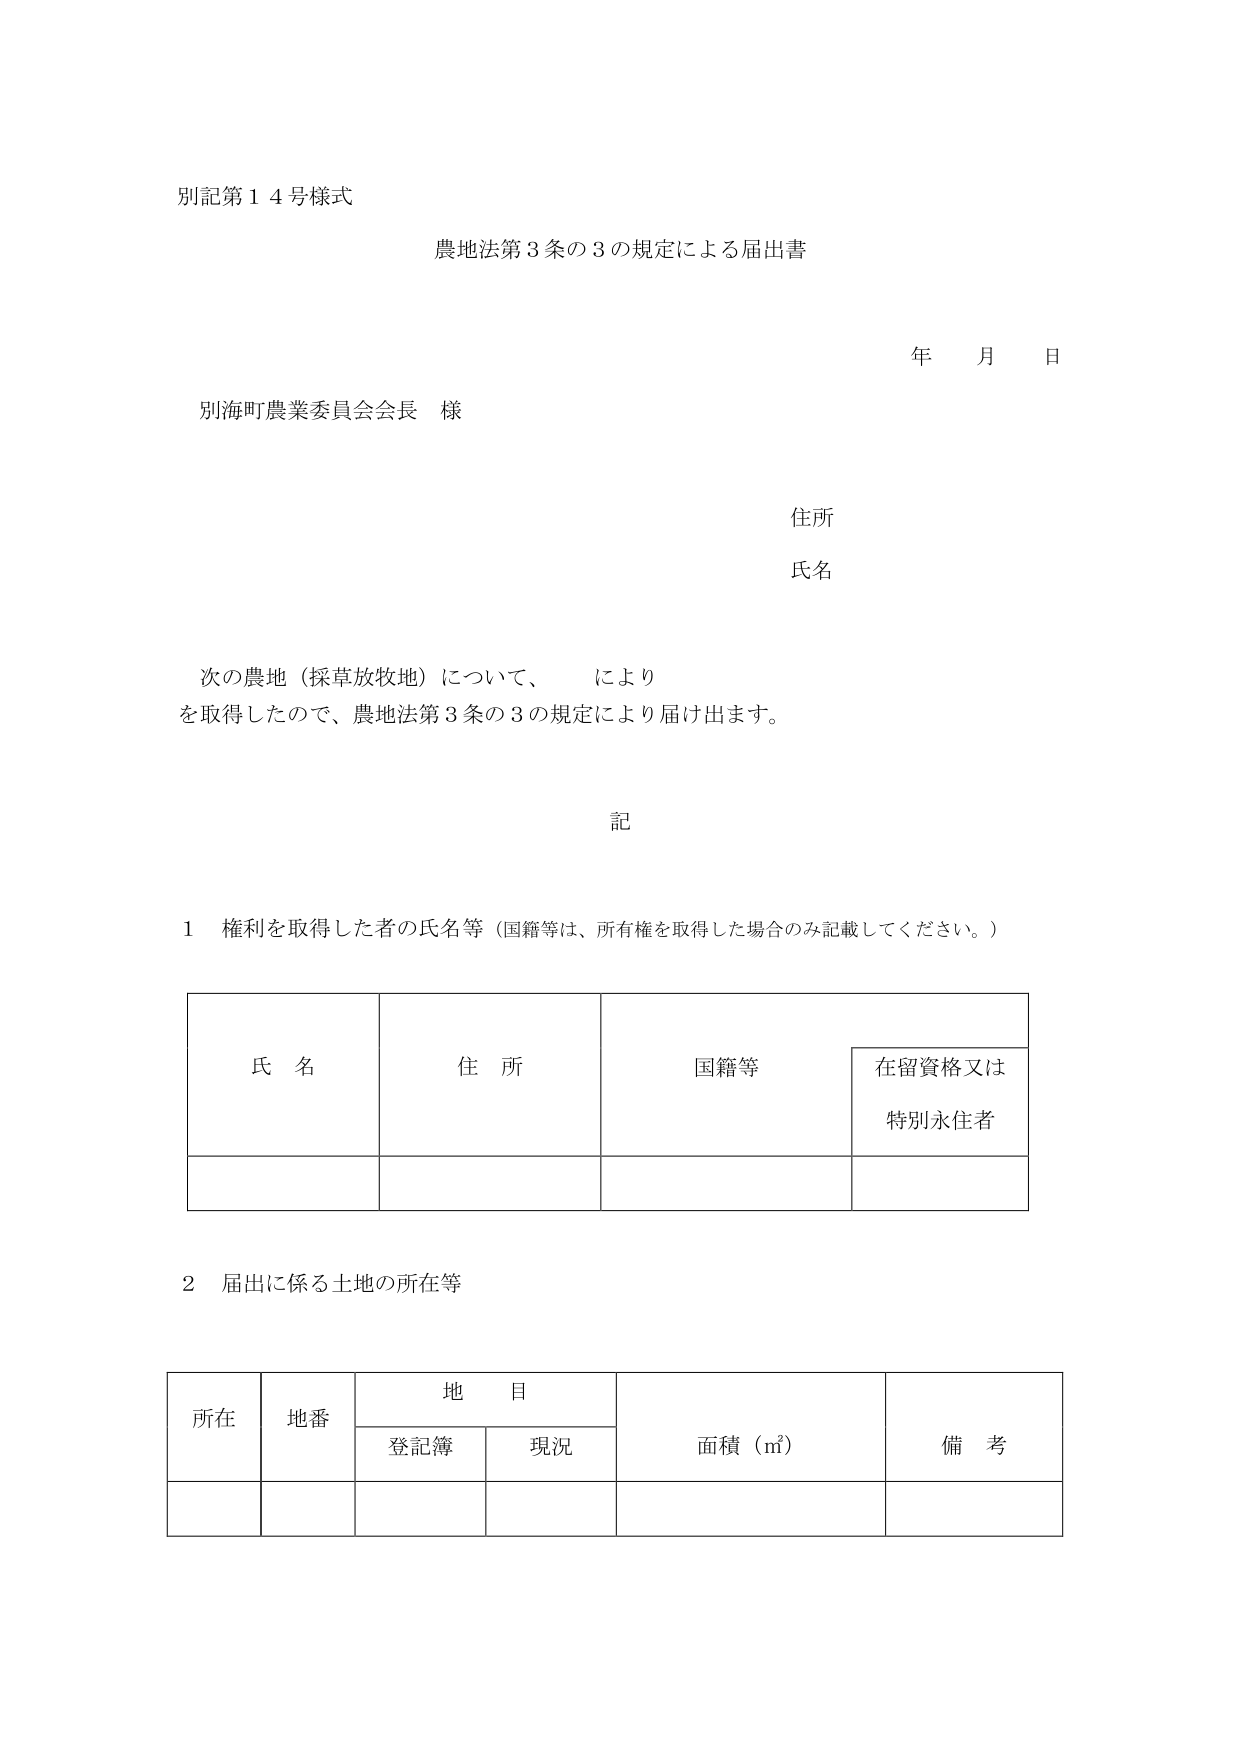 別記第１４号様式
農地法第３条の３の規定による届出書
年　　月　　日
別海町農業委員会会長　様
住所
氏名
次の農地（採草放牧地）について、　　により
を取得したので、農地法第３条の３の規定により届け出ます。
記
１　権利を取得した者の氏名等（国籍等は、所有権を取得した場合のみ記載してください。）
氏　名　住　所　国籍等　在留資格又は
特別永住者
２　届出に係る土地の所在等
所在　地番　地　　目　面積（㎡）　備　考
登記簿　現況